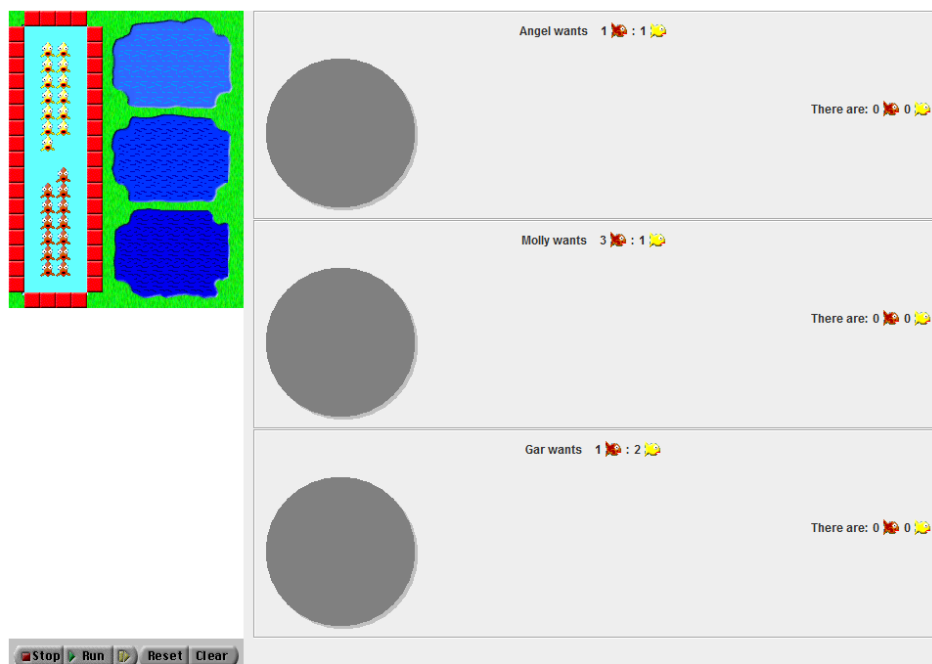 Angel wants 1 : 1
There are: 0 0
Molly wants 3 : 1
There are: 0 0
Gar wants 1 : 2
There are: 0 0
Stop Run Reset Clear